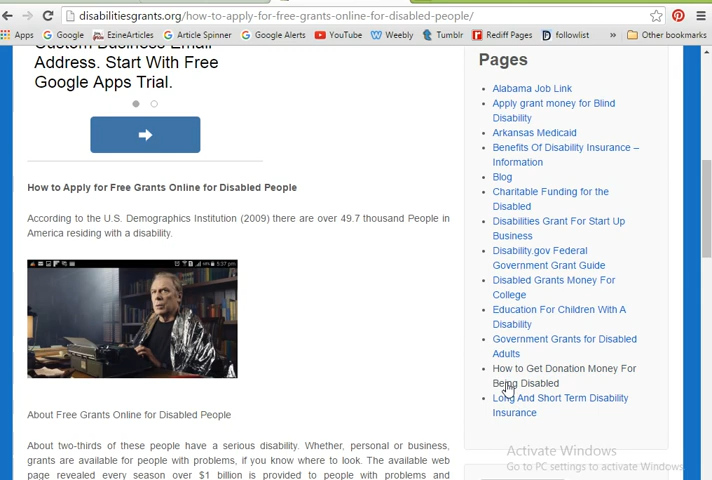 disabilitiesgrants.org/how-to-apply-for-free-grants-online-for-disabled-people/
Apps Google EzineArticles Article Spinner Google Alerts YouTube Weebly Tumblr Rediff Pages followlist » Other bookmarks
Custom Business Email
Address. Start With Free
Google Apps Trial.
How to Apply for Free Grants Online for Disabled People
According to the U.S. Demographics Institution (2009) there are over 49.7 thousand People in
America residing with a disability.
5:37 pm
About Free Grants Online for Disabled People
About two-thirds of these people have a serious disability. Whether, personal or business,
grants are available for people with problems, if you know where to look. The available web
page revealed every season over $1 billion is provided to people with problems and
Pages
Alabama Job Link
Apply grant money for Blind
Disability
Arkansas Medicaid
Benefits Of Disability Insurance –
Information
Blog
Charitable Funding for the
Disabled
Disabilities Grant For Start Up
Business
Disability.gov Federal
Government Grant Guide
Disabled Grants Money For
College
Education For Children With A
Disability
Government Grants for Disabled
Adults
How to Get Donation Money For
Being Disabled
Long And Short Term Disability
Insurance
Activate Windows
Go to PC settings to activate Windows.